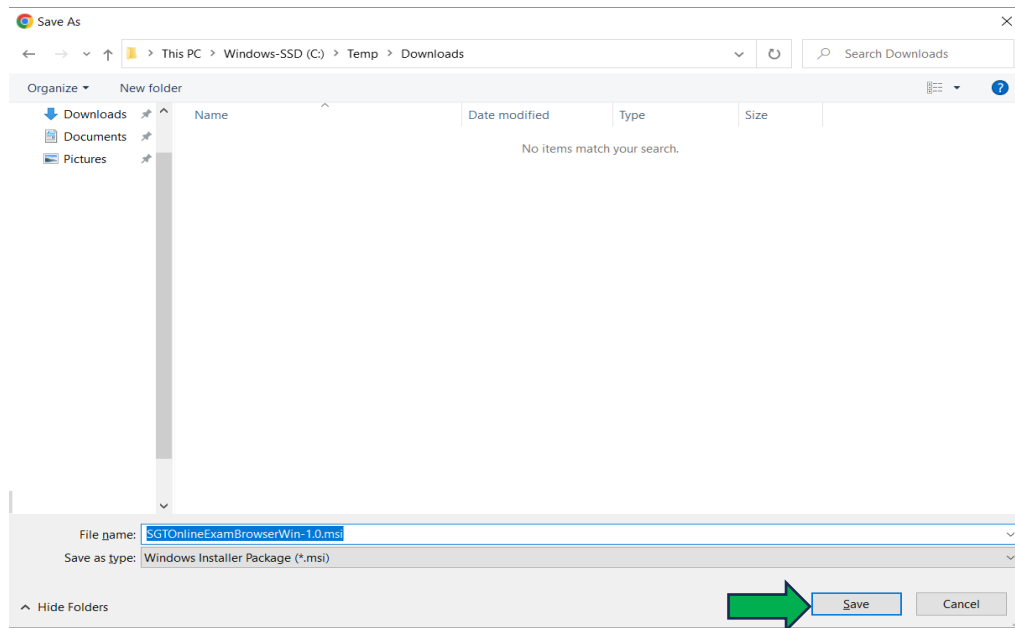 Save As
This PC > Windows-SSD (C:) > Temp > Downloads
Search Downloads
Organize
New folder
?
Downloads
Documents
Pictures
Name
Date modified
Type
Size
No items match your search.
File name: SGTOnlineExamBrowserWin-1.0.msi
Save as type: Windows Installer Package (*.msi)
Hide Folders
Save
Cancel